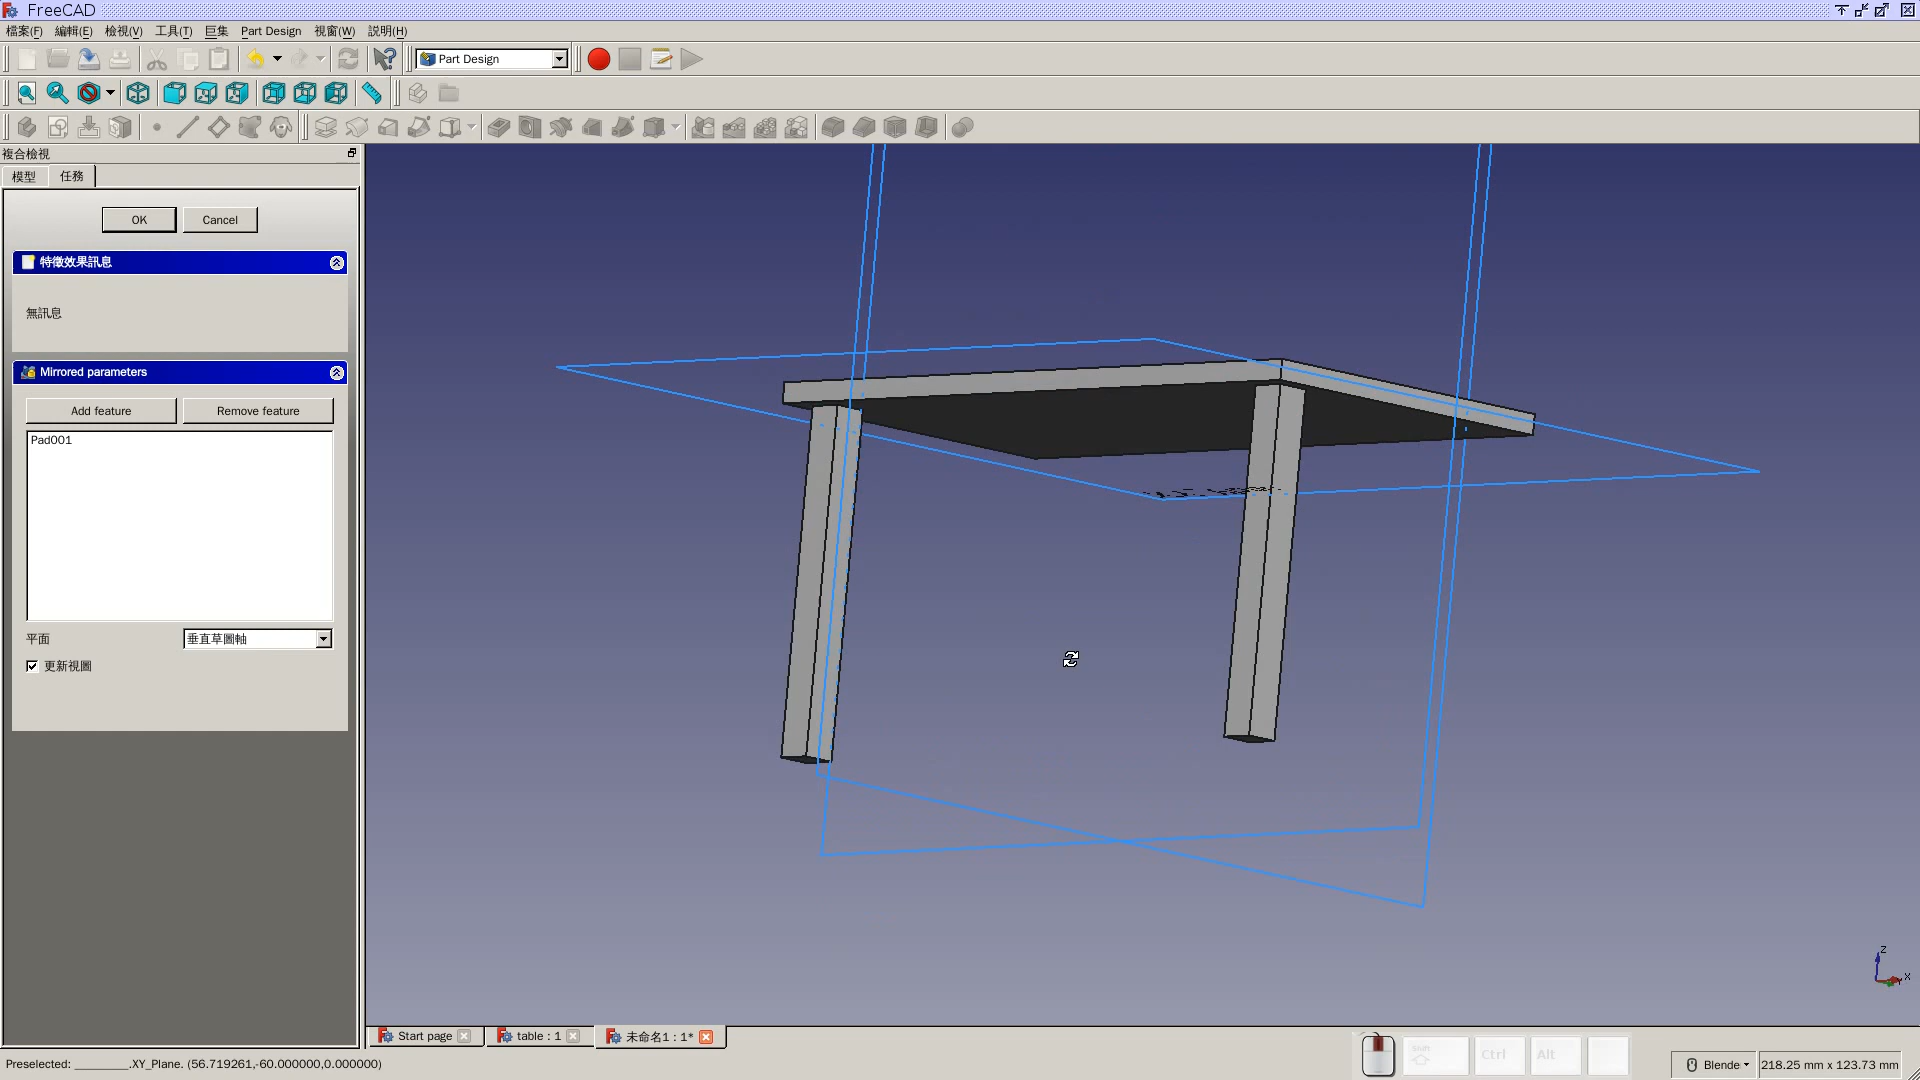 FreeCAD
檔案(F) 編輯(E) 檢視(V) 工具(T) 巨集 Part Design 視窗(W) 説明(H)
Part Design
複合檢視
模型 任務
OK Cancel
特徵效果訊息
無訊息
Mirrored parameters
Add feature Remove feature
Pad001
平面 垂直草圖軸
更新視圖
Z
X
Start page table : 1 未命名1 : 1*
Shift Ctrl Alt
Preselected: _________.XY_Plane. (56.719261,-60.000000,0.000000)
Blende 218.25 mm x 123.73 mm